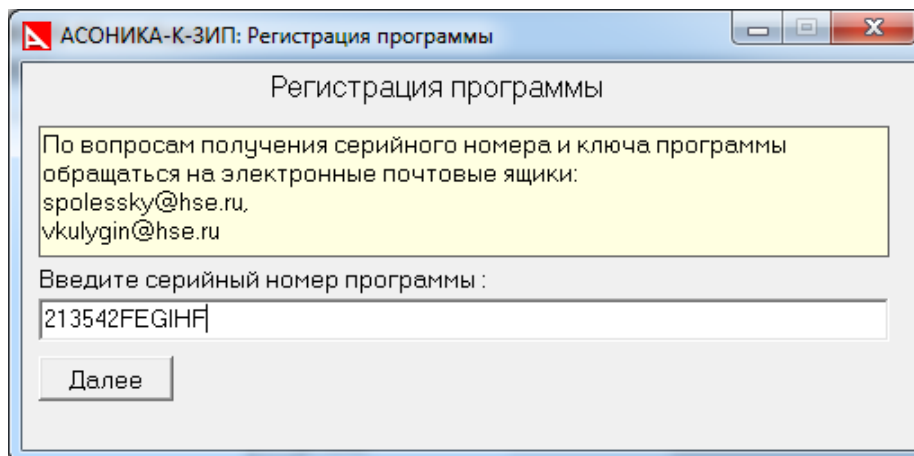 АСОНИКА-К-ЗИП: Регистрация программы
Регистрация программы
По вопросам получения серийного номера и ключа программы
обращаться на электронные почтовые ящики:
spolessky@hse.ru,
vkulygin@hse.ru
Введите серийный номер программы :
213542FEGIHF
Далее